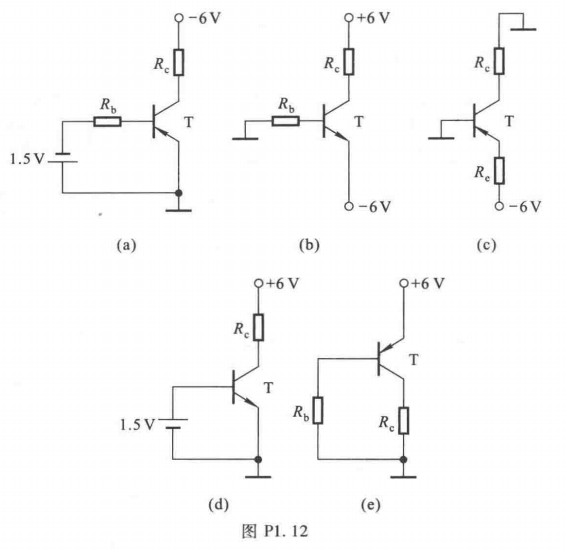 −6 V
Rc
Rb
T
1.5 V
(a)
+6 V
Rc
Rb
T
−6 V
(b)
Rc
T
Re
−6 V
(c)
+6 V
Rc
T
1.5 V
(d)
+6 V
T
Rb
Rc
(e)
图 P1.12